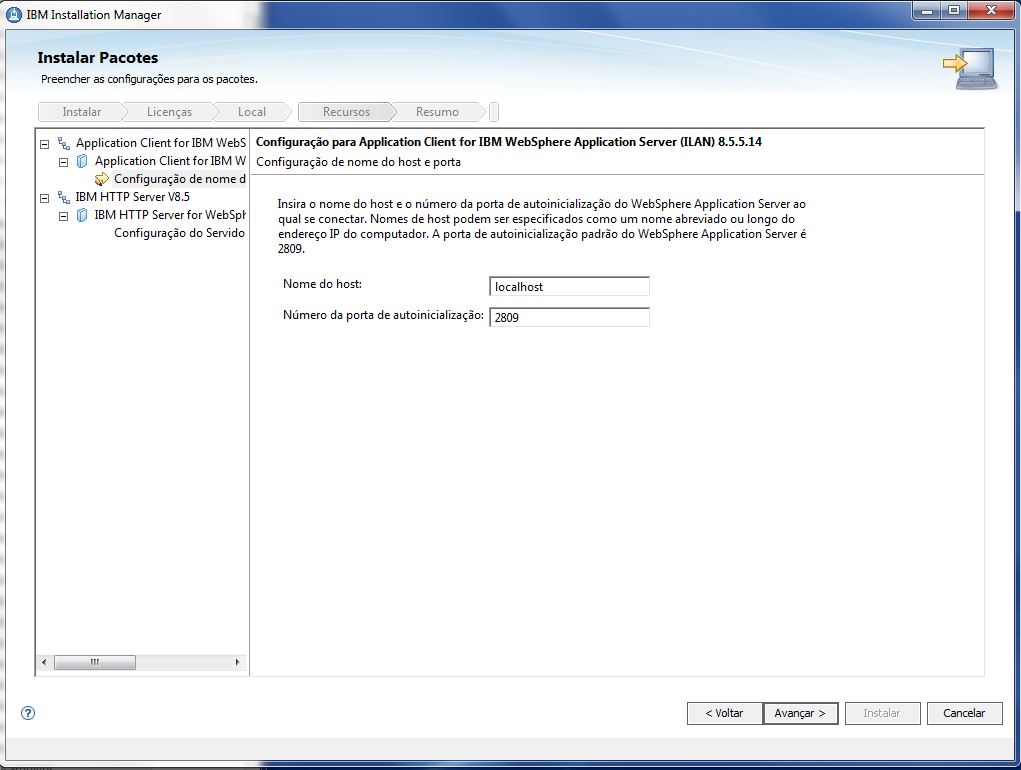 IBM Installation Manager
Instalar Pacotes
Preencher as configurações para os pacotes.
Instalar
Licenças
Local
Recursos
Resumo
Application Client for IBM WebS
Application Client for IBM W
Configuração de nome d
IBM HTTP Server V8.5
IBM HTTP Server for WebSph
Configuração do Servido
Configuração para Application Client for IBM WebSphere Application Server (ILAN) 8.5.5.14
Configuração de nome do host e porta
Insira o nome do host e o número da porta de autoinicialização do WebSphere Application Server ao
qual se conectar. Nomes de host podem ser especificados como um nome abreviado ou longo do
endereço IP do computador. A porta de autoinicialização padrão do WebSphere Application Server é
2809.
Nome do host: localhost
Número da porta de autoinicialização: 2809
?
< Voltar
Avançar >
Instalar
Cancelar